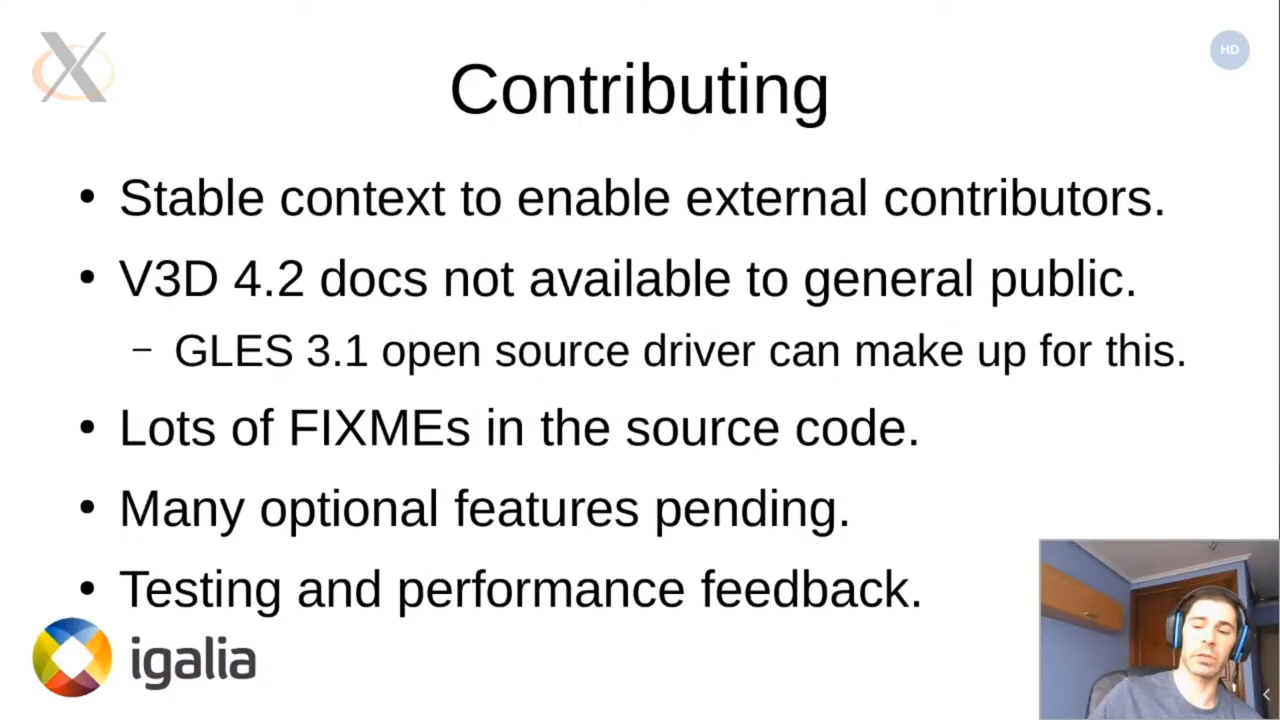 HD
Contributing
• Stable context to enable external contributors.
• V3D 4.2 docs not available to general public.
– GLES 3.1 open source driver can make up for this.
• Lots of FIXMEs in the source code.
• Many optional features pending.
• Testing and performance feedback.
igalia